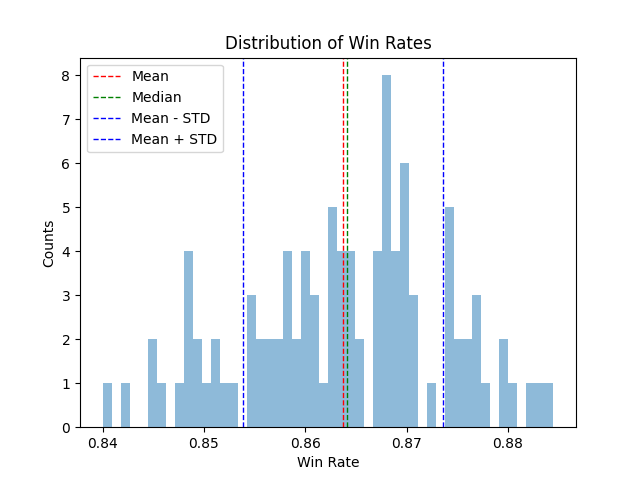 Distribution of Win Rates
Mean
Median
Mean - STD
Mean + STD
Counts
8
7
6
5
4
3
2
1
0
0.84 0.85 0.86 0.87 0.88
Win Rate